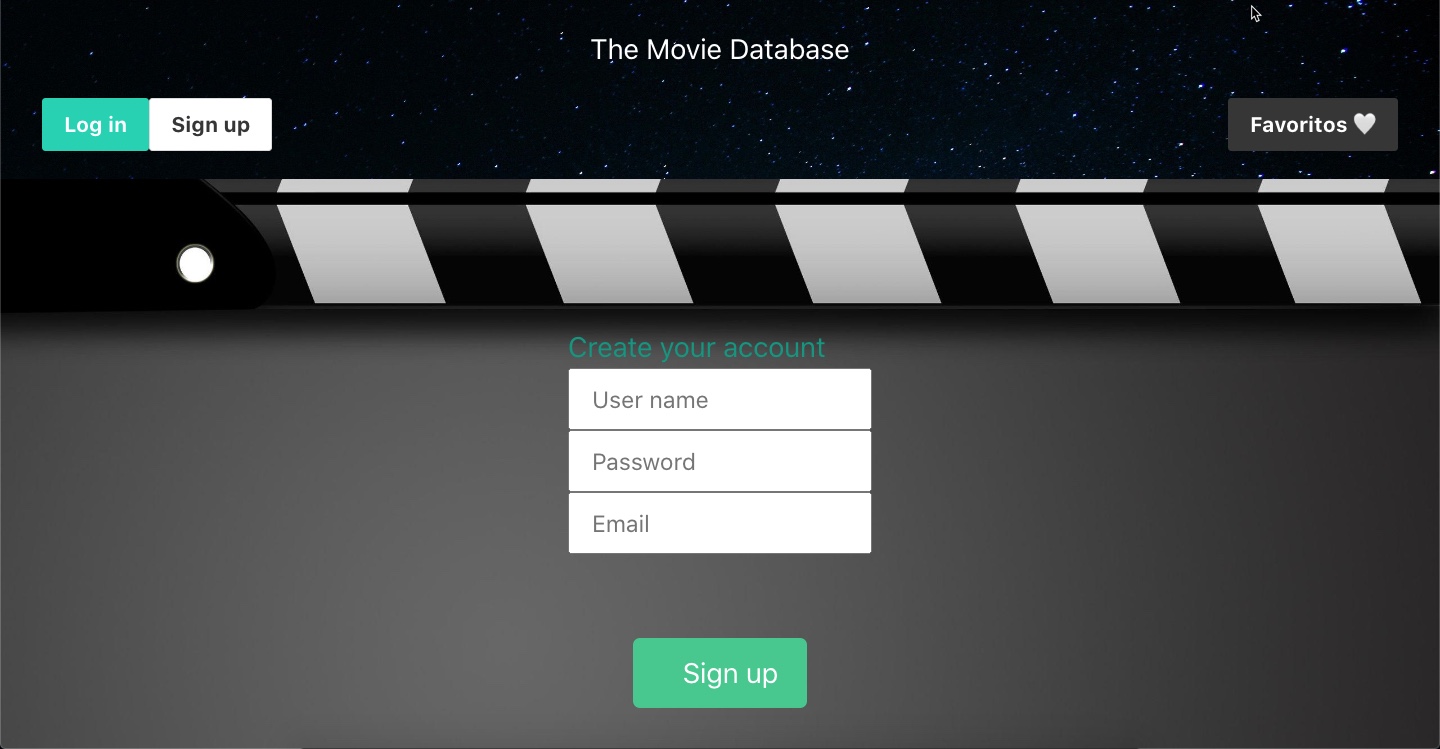 The Movie Database
Log in Sign up Favoritos 🤍
Create your account
User name
Password
Email
Sign up